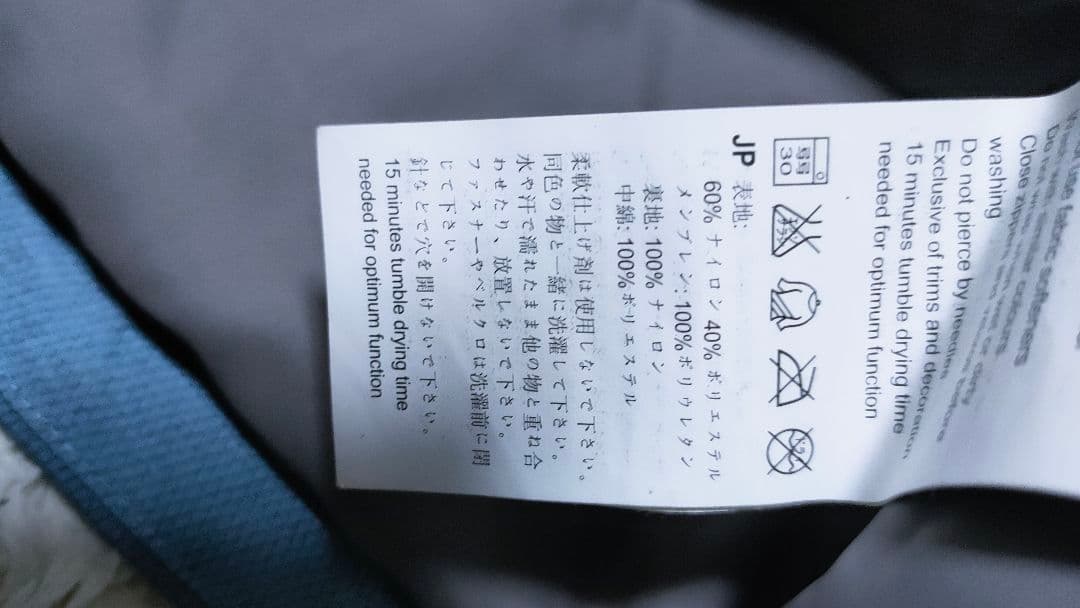 use fabric softeners
Close
washing
Do not pierce by needles
Exclusive of trims and decoration
15 minutes tumble drying time
needed for optimum function
弱
30
ドライ
JP 表地:
60% ナイロン 40% ポリエステル
メンブレン: 100% ポリウレタン
裏地: 100% ナイロン
中綿: 100% ポリエステル
柔軟仕上げ剤は使用しないで下さい。
同色の物と一緒に洗濯して下さい。
水や汗で濡れたまま他の物と重ね合
わせたり、放置しないで下さい。
ファスナーやベルクロは洗濯前に閉
じて下さい。
針などで穴を開けないで下さい。
15 minutes tumble drying time
needed for optimum function